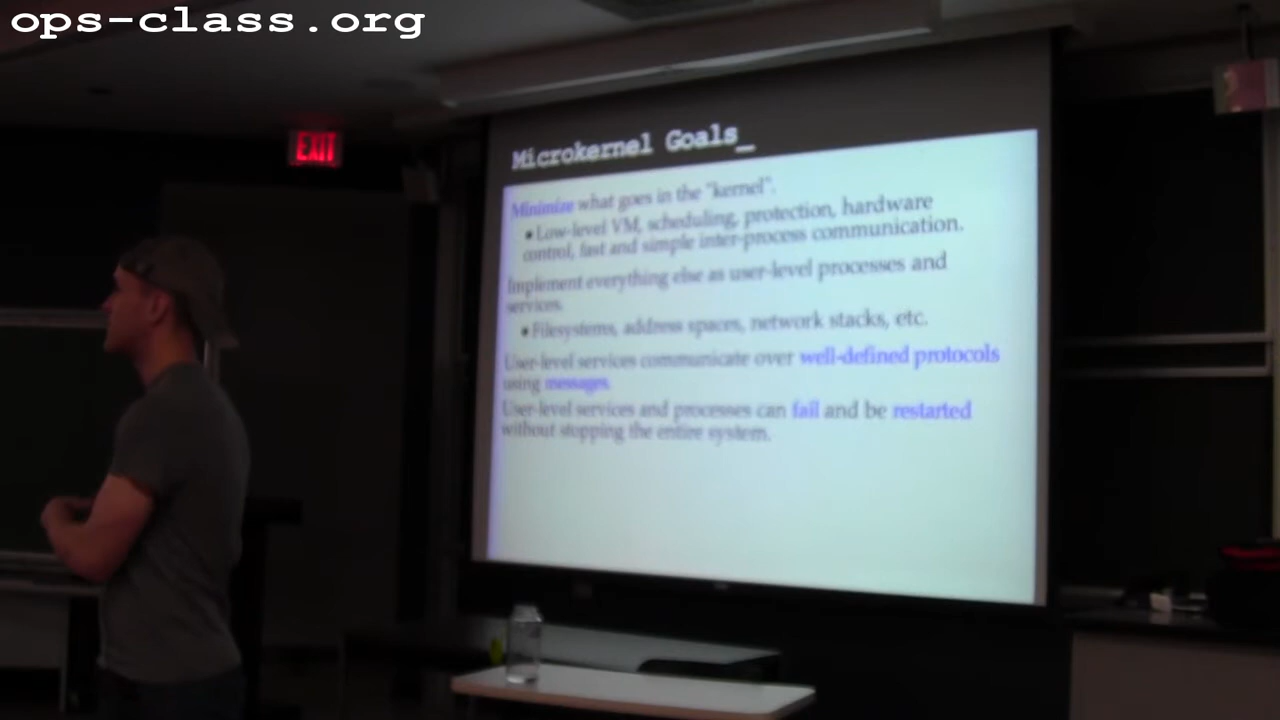 ops-class.org
EXIT
Microkernel Goals_
Minimize what goes in the "kernel".
• Low-level VM, scheduling, protection, hardware
control, fast and simple inter-process communication.
Implement everything else as user-level processes and
services.
• Filesystems, address spaces, network stacks, etc.
User-level services communicate over well-defined protocols
using messages.
User-level services and processes can fail and be restarted
without stopping the entire system.